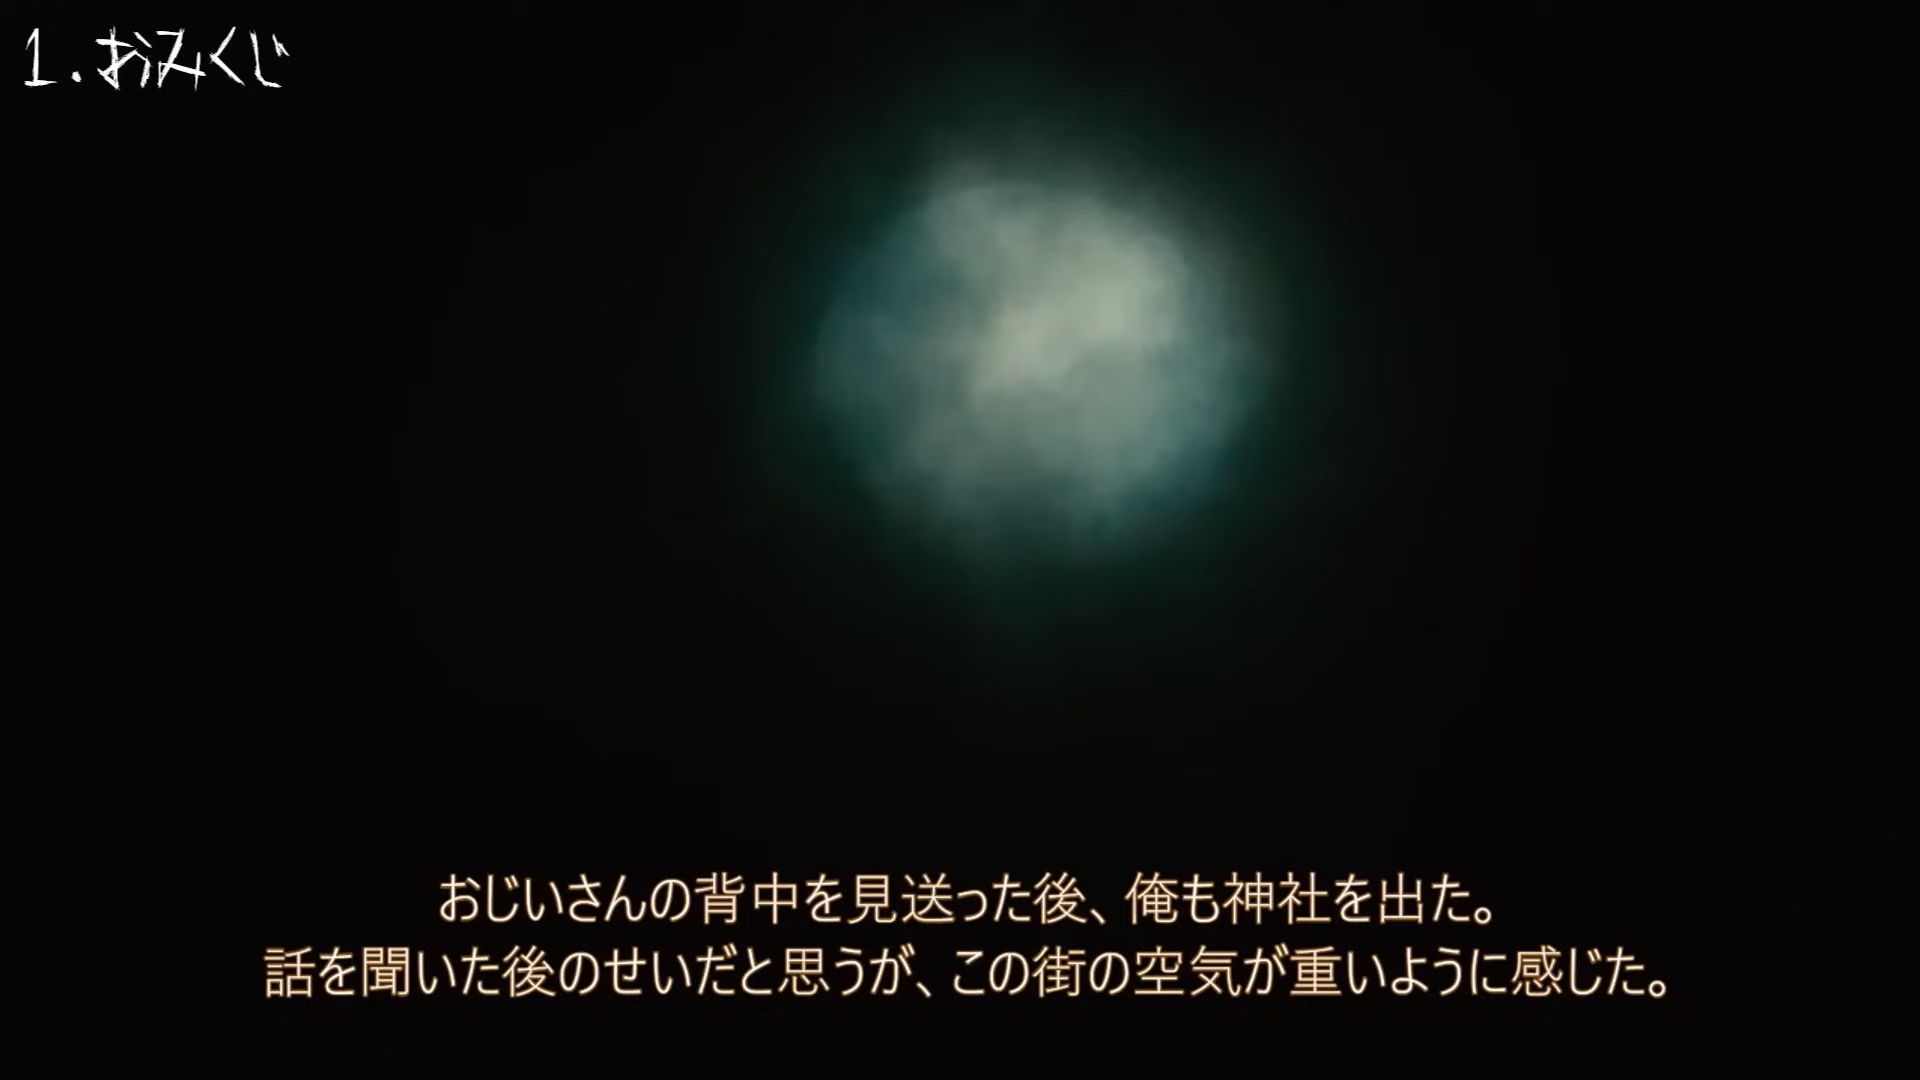 1.おみくじ
おじいさんの背中を見送った後、俺も神社を出た。
話を聞いた後のせいだと思うが、この街の空気が重いように感じた。